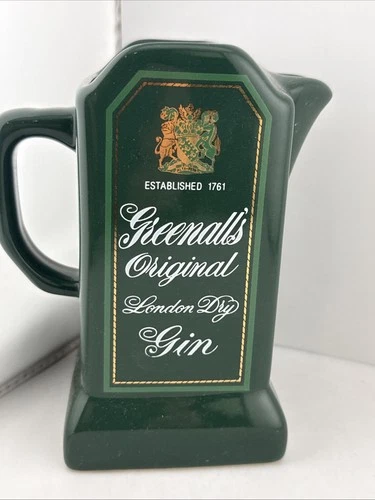 ESTABLISHED 1761
Greenall's
Original
London Dry
Gin